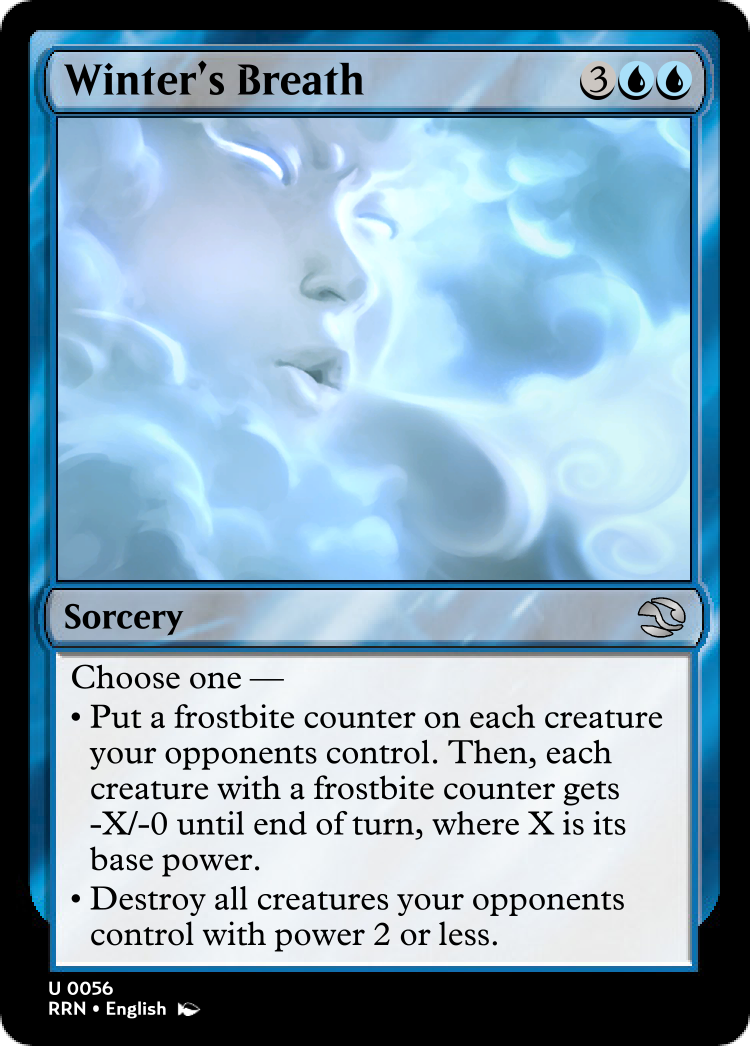 Winter's Breath 3
Sorcery
Choose one —
• Put a frostbite counter on each creature
your opponents control. Then, each
creature with a frostbite counter gets
-X/-0 until end of turn, where X is its
base power.
• Destroy all creatures your opponents
control with power 2 or less.
U 0056
RRN • English